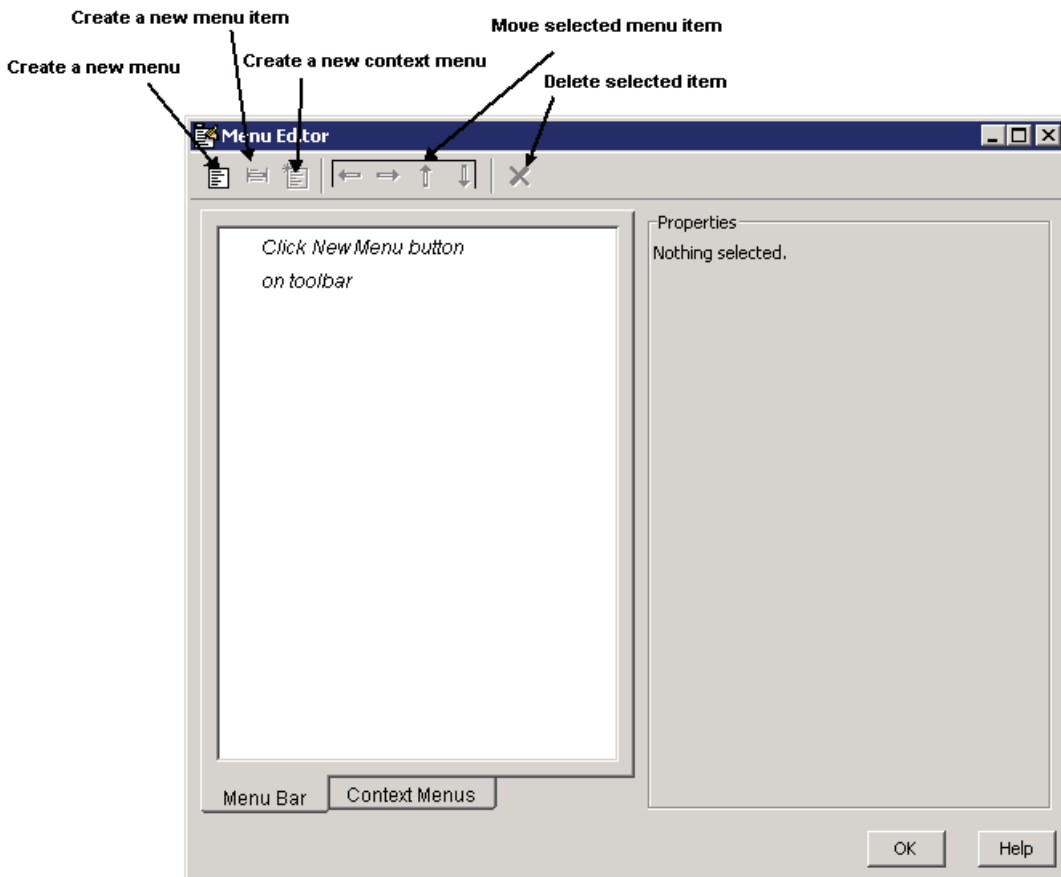 Create a new menu item
Move selected menu item
Create a new menu
Create a new context menu
Delete selected item
Menu Editor
Click New Menu button
on toolbar
Properties
Nothing selected.
Menu Bar
Context Menus
OK
Help